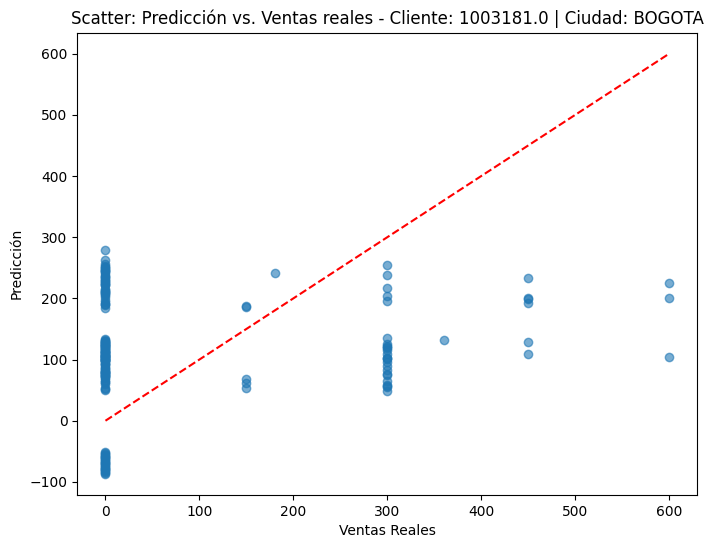 Scatter: Predicción vs. Ventas reales - Cliente: 1003181.0 | Ciudad: BOGOTA
600
500
400
300
200
100
0
−100
Predicción
0 100 200 300 400 500 600
Ventas Reales